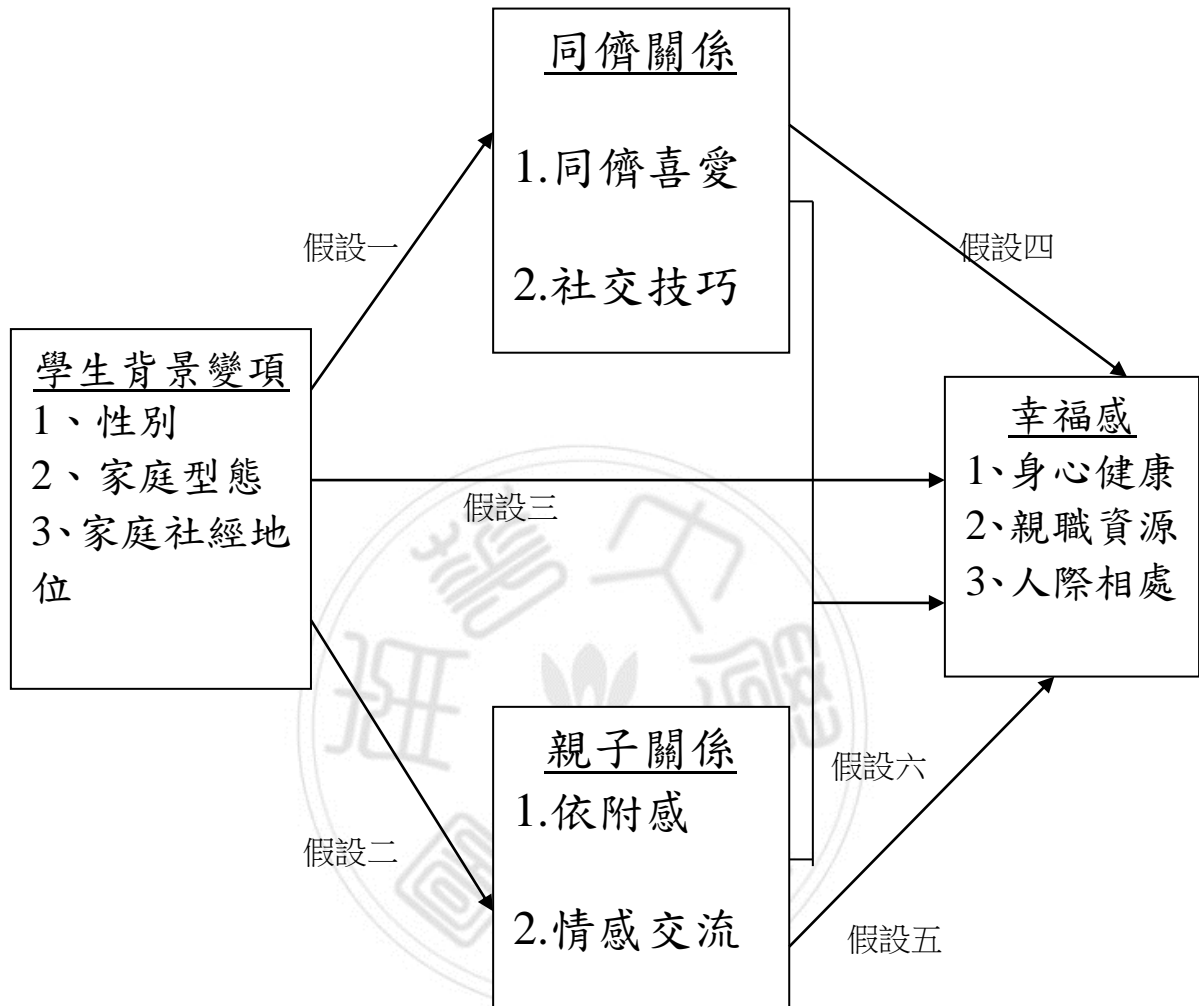 同儕關係
1.同儕喜愛
2.社交技巧
假設一
假設四
學生背景變項
1、性別
2、家庭型態
3、家庭社經地
位
假設三
幸福感
1、身心健康
2、親職資源
3、人際相處
親子關係
1.依附感
2.情感交流
假設二
假設六
假設五